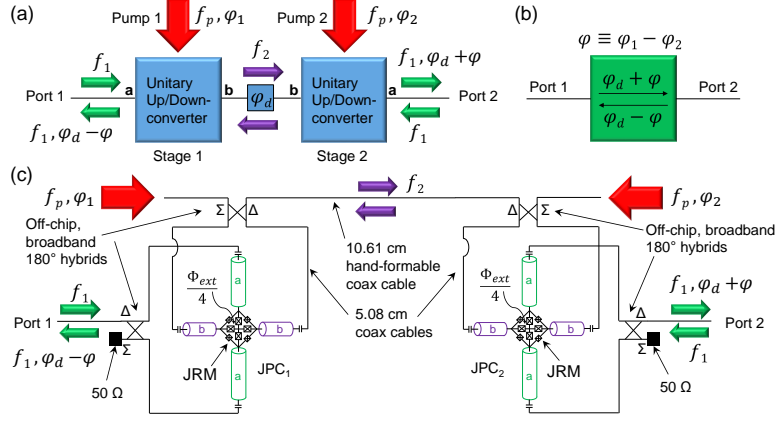 (a)
Pump 1
f_p, φ_1
Pump 2
f_p, φ_2
(b)
φ ≡ φ_1 − φ_2
f_1
f_2
f_1, φ_d + φ
Port 1
a
Unitary
Up/Down-
converter
b
φ_d
b
Unitary
Up/Down-
converter
a
Port 2
f_1, φ_d − φ
f_1
Stage 1
Stage 2
Port 1
φ_d + φ
φ_d − φ
Port 2
(c)
f_p, φ_1
Σ
Δ
f_2
Δ
Σ
f_p, φ_2
Off-chip,
broadband
180° hybrids
10.61 cm
hand-formable
coax cable
5.08 cm
coax cables
Off-chip, broadband
180° hybrids
Φ_ext
4
a
b
b
a
JRM
JPC_1
Φ_ext
4
a
b
b
a
JPC_2
JRM
f_1
Port 1
Δ
Σ
f_1, φ_d − φ
50 Ω
f_1, φ_d + φ
Δ
Port 2
Σ
f_1
50 Ω